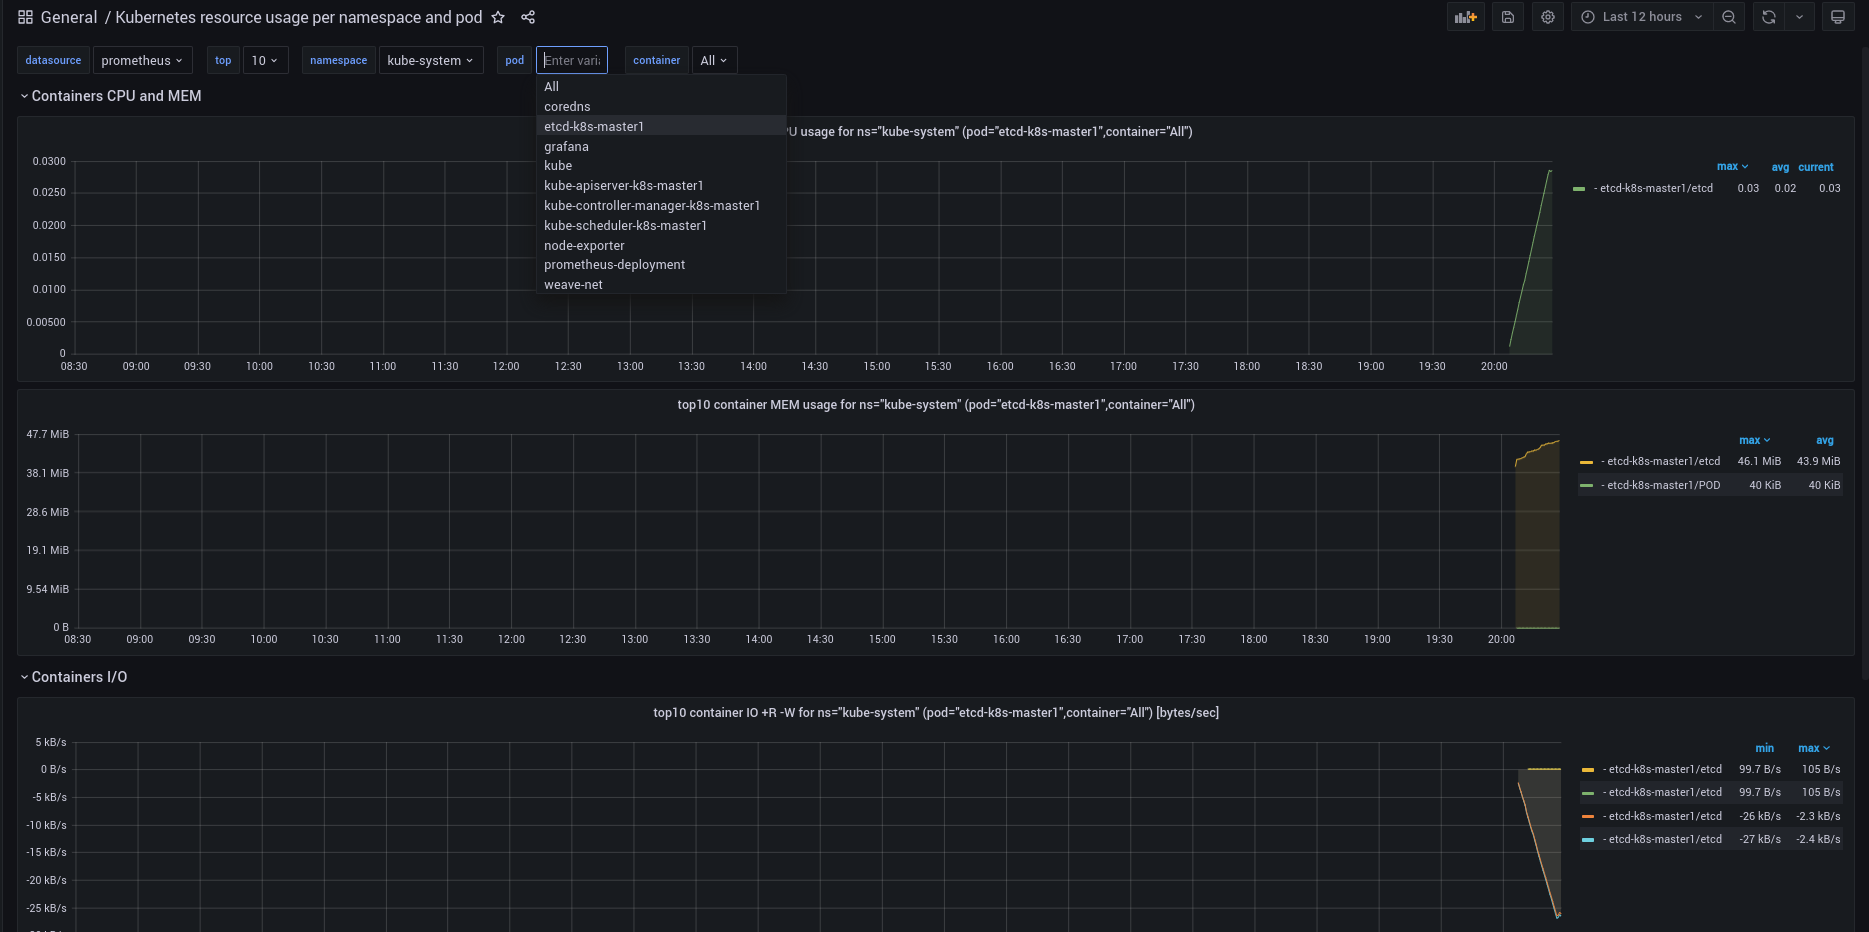 General / Kubernetes resource usage per namespace and pod
Last 12 hours
datasource prometheus top 10 namespace kube-system pod Enter vari container All
All
coredns
etcd-k8s-master1
grafana
kube
kube-apiserver-k8s-master1
kube-controller-manager-k8s-master1
kube-scheduler-k8s-master1
node-exporter
prometheus-deployment
weave-net
Containers CPU and MEM
PU usage for ns="kube-system" (pod="etcd-k8s-master1",container="All")
0.0300
0.0250
0.0200
0.0150
0.0100
0.00500
0
08:30 09:00 09:30 10:00 10:30 11:00 11:30 12:00 12:30 13:00 13:30 14:00 14:30 15:00 15:30 16:00 16:30 17:00 17:30 18:00 18:30 19:00 19:30 20:00
max avg current
- etcd-k8s-master1/etcd 0.03 0.02 0.03
top10 container MEM usage for ns="kube-system" (pod="etcd-k8s-master1",container="All")
47.7 MiB
38.1 MiB
28.6 MiB
19.1 MiB
9.54 MiB
0 B
08:30 09:00 09:30 10:00 10:30 11:00 11:30 12:00 12:30 13:00 13:30 14:00 14:30 15:00 15:30 16:00 16:30 17:00 17:30 18:00 18:30 19:00 19:30 20:00
max avg
- etcd-k8s-master1/etcd 46.1 MiB 43.9 MiB
- etcd-k8s-master1/POD 40 KiB 40 KiB
Containers I/O
top10 container IO +R -W for ns="kube-system" (pod="etcd-k8s-master1",container="All") [bytes/sec]
5 kB/s
0 B/s
-5 kB/s
-10 kB/s
-15 kB/s
-20 kB/s
-25 kB/s
min max
- etcd-k8s-master1/etcd 99.7 B/s 105 B/s
- etcd-k8s-master1/etcd 99.7 B/s 105 B/s
- etcd-k8s-master1/etcd -26 kB/s -2.3 kB/s
- etcd-k8s-master1/etcd -27 kB/s -2.4 kB/s